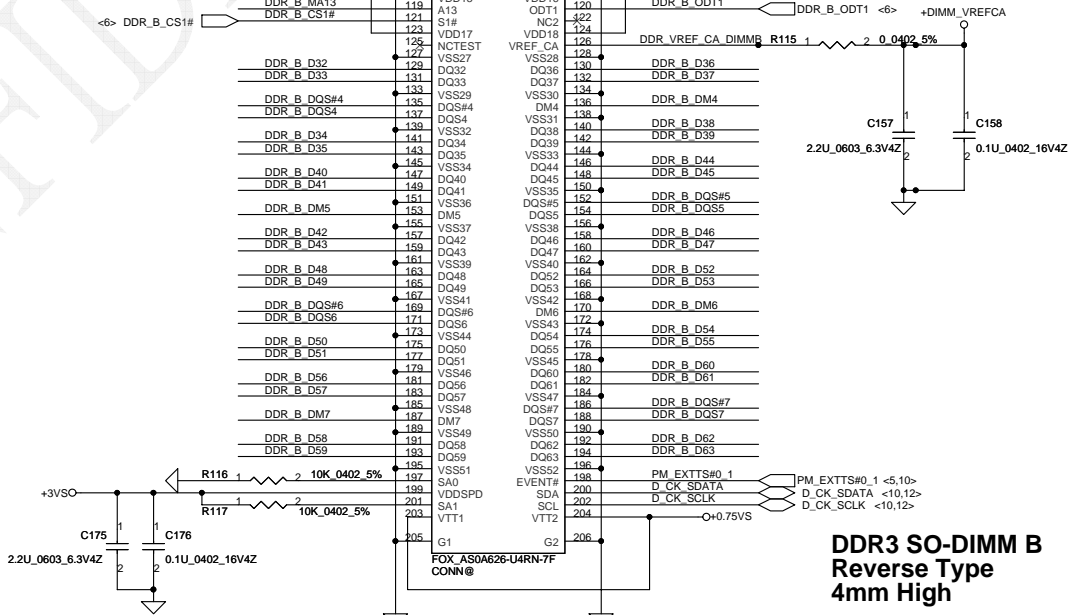 DDR_B_MA13 119 A13 ODT1 120 DDR_B_ODT1 DDR_B_ODT1 <6>
<6> DDR_B_CS1# DDR_B_CS1# 121 S1# NC2 122
+DIMM_VREFCA
123 VDD17 VDD18 124
125 NCTEST VREF_CA 126 DDR_VREF_CA_DIMMB R115 1 2 0_0402_5%
127 VSS27 VSS28 128
DDR_B_D32 129 DQ32 DQ36 130 DDR_B_D36
DDR_B_D33 131 DQ33 DQ37 132 DDR_B_D37
133 VSS29 VSS30 134
DDR_B_DQS#4 135 DQS#4 DM4 136 DDR_B_DM4
DDR_B_DQS4 137 DQS4 VSS31 138
139 VSS32 DQ38 140 DDR_B_D38
DDR_B_D34 141 DQ34 DQ39 142 DDR_B_D39
DDR_B_D35 143 DQ35 VSS33 144
145 VSS34 DQ44 146 DDR_B_D44
DDR_B_D40 147 DQ40 DQ45 148 DDR_B_D45
DDR_B_D41 149 DQ41 VSS35 150
151 VSS36 DQS#5 152 DDR_B_DQS#5
DDR_B_DM5 153 DM5 DQS5 154 DDR_B_DQS5
155 VSS37 VSS38 156
DDR_B_D42 157 DQ42 DQ46 158 DDR_B_D46
DDR_B_D43 159 DQ43 DQ47 160 DDR_B_D47
161 VSS39 VSS40 162
DDR_B_D48 163 DQ48 DQ52 164 DDR_B_D52
DDR_B_D49 165 DQ49 DQ53 166 DDR_B_D53
167 VSS41 VSS42 168
DDR_B_DQS#6 169 DQS#6 DM6 170 DDR_B_DM6
DDR_B_DQS6 171 DQS6 VSS43 172
173 VSS44 DQ54 174 DDR_B_D54
DDR_B_D50 175 DQ50 DQ55 176 DDR_B_D55
DDR_B_D51 177 DQ51 VSS45 178
179 VSS46 DQ60 180 DDR_B_D60
DDR_B_D56 181 DQ56 DQ61 182 DDR_B_D61
DDR_B_D57 183 DQ57 VSS47 184
185 VSS48 DQS#7 186 DDR_B_DQS#7
DDR_B_DM7 187 DM7 DQS7 188 DDR_B_DQS7
189 VSS49 VSS50 190
DDR_B_D58 191 DQ58 DQ62 192 DDR_B_D62
DDR_B_D59 193 DQ59 DQ63 194 DDR_B_D63
195 VSS51 VSS52 196
R116 1 2 10K_0402_5% 197 SA0 EVENT# 198 PM_EXTTS#0_1 PM_EXTTS#0_1 <5,10>
+3VS 199 VDDSPD SDA 200 D_CK_SDATA D_CK_SDATA <10,12>
R117 1 2 10K_0402_5% 201 SA1 SCL 202 D_CK_SCLK D_CK_SCLK <10,12>
203 VTT1 VTT2 204 +0.75VS
205 G1 G2 206
FOX_AS0A626-U4RN-7F
CONN@
1 C157 2.2U_0603_6.3V4Z 2
1 C158 0.1U_0402_16V4Z 2
1 C175 2.2U_0603_6.3V4Z 2
1 C176 0.1U_0402_16V4Z 2
DDR3 SO-DIMM B
Reverse Type
4mm High